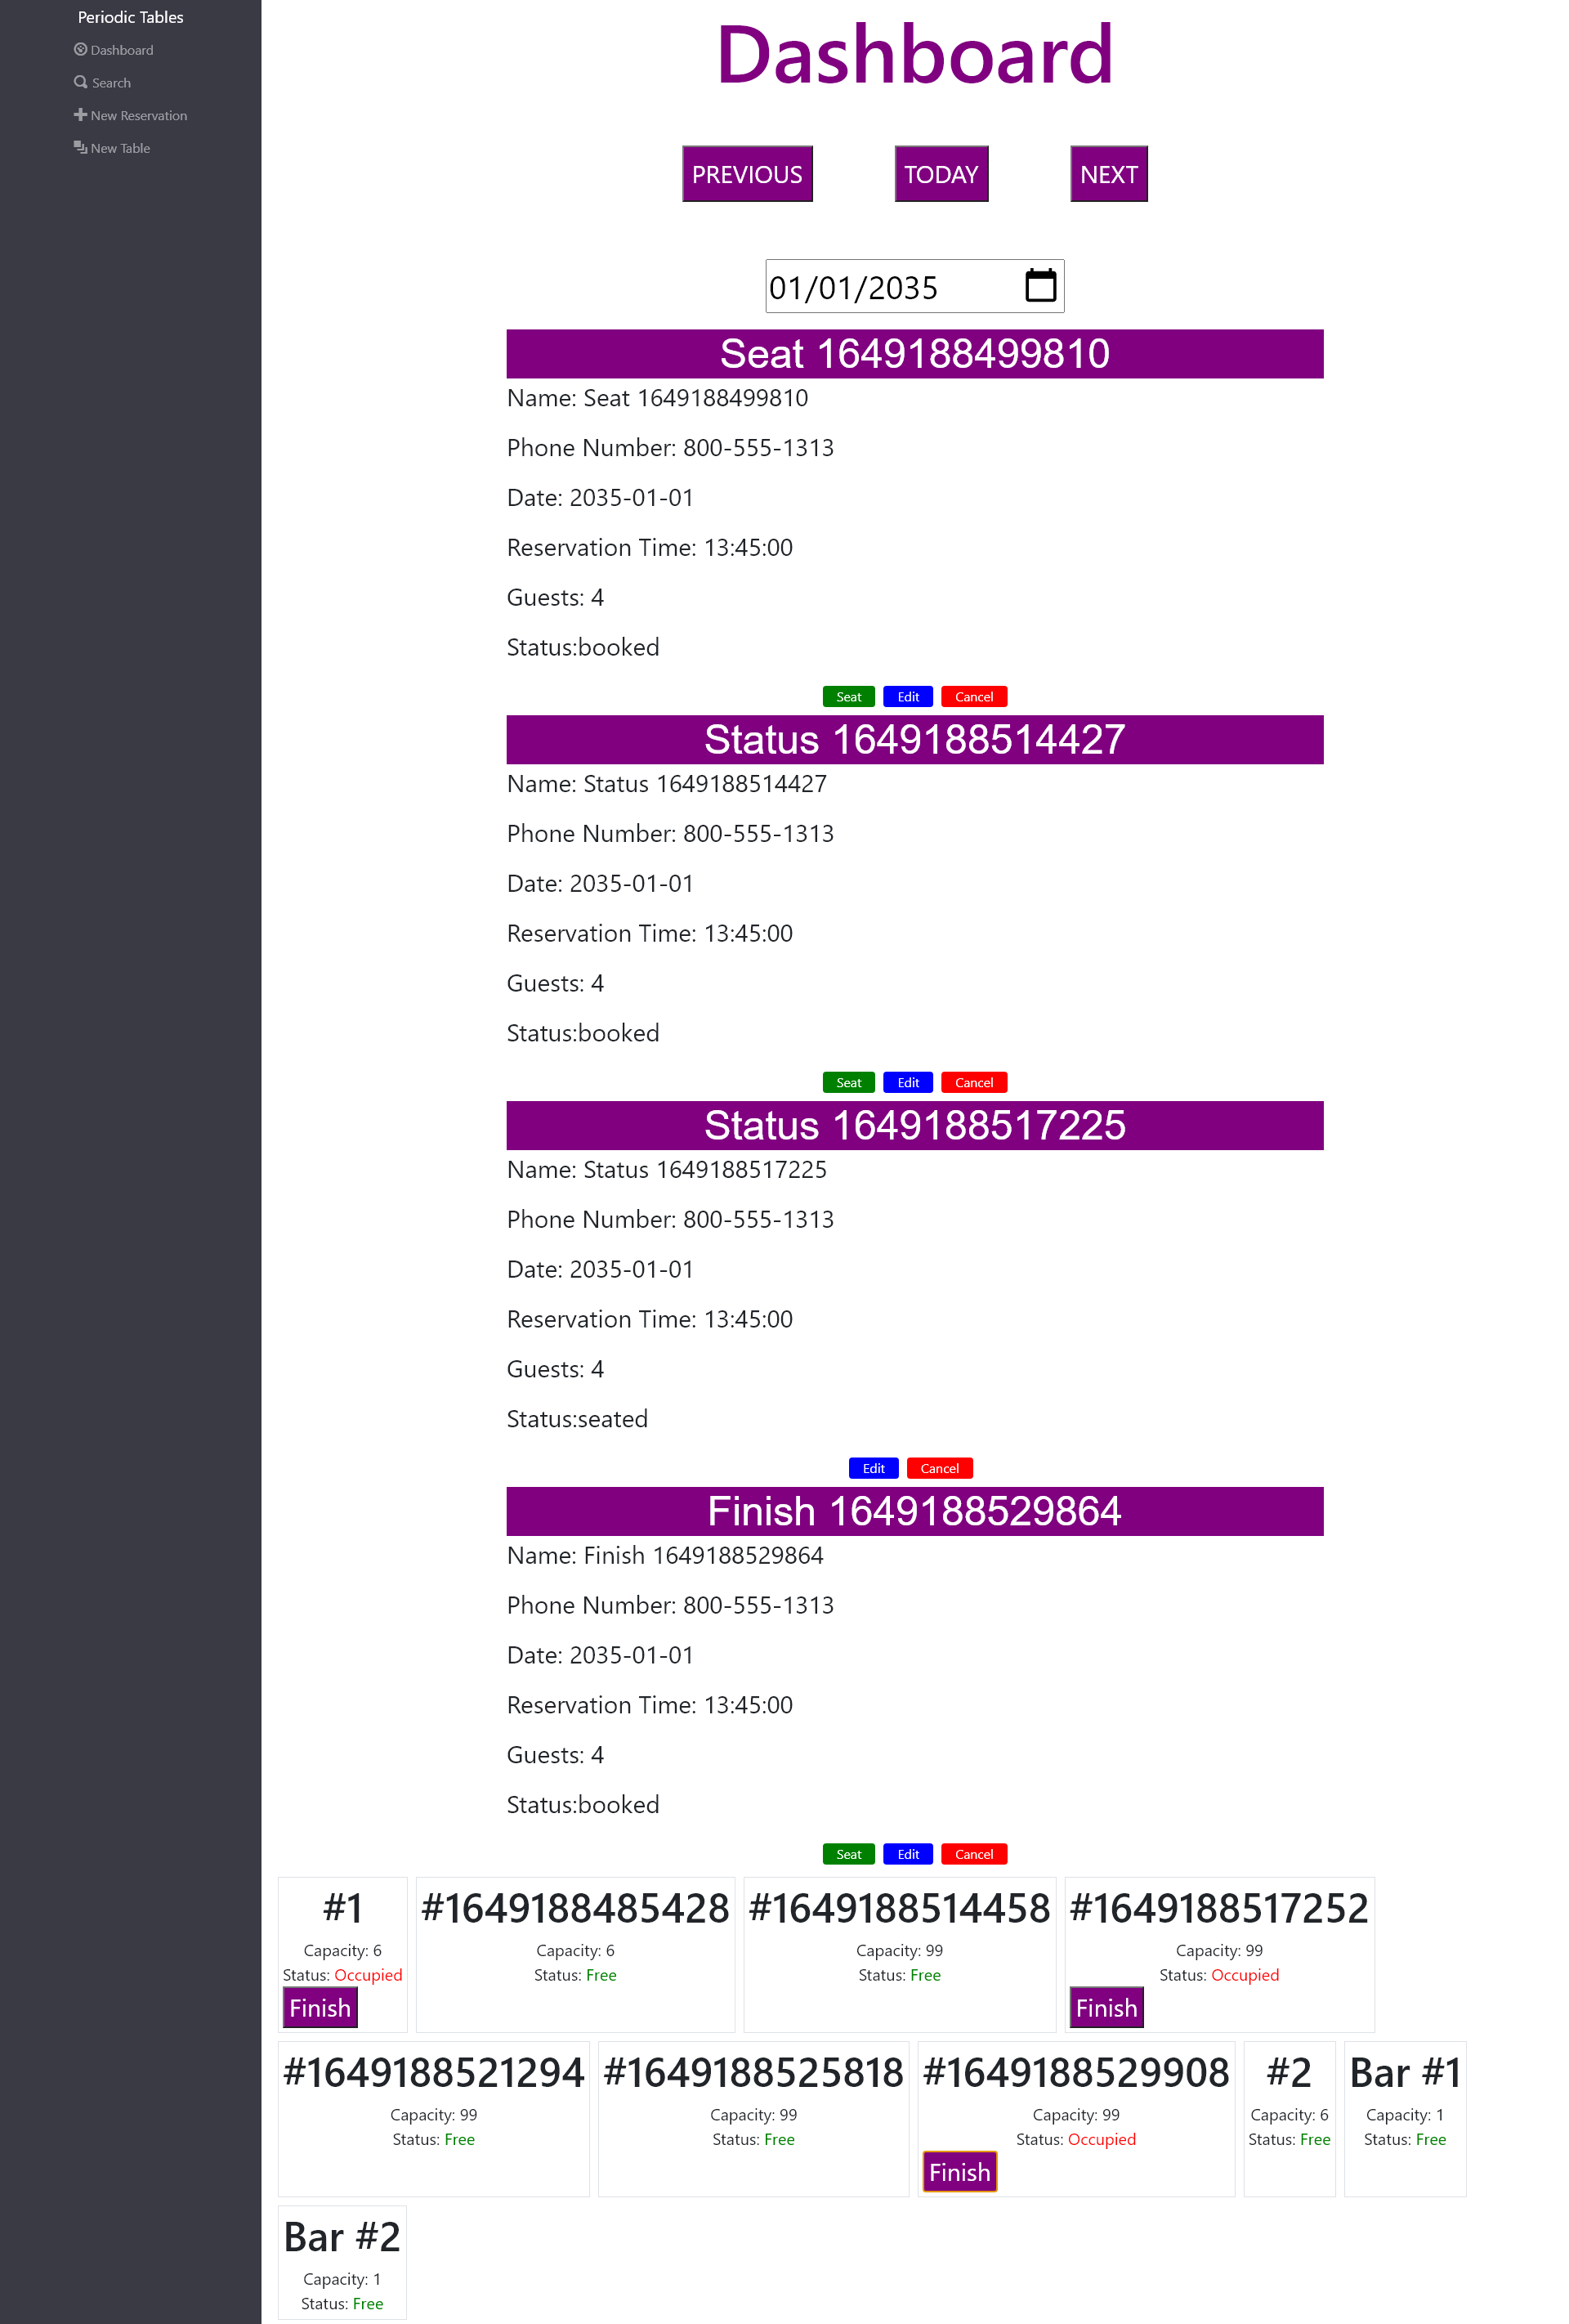 Periodic Tables
Dashboard
Search
New Reservation
New Table
Dashboard
PREVIOUS TODAY NEXT
01/01/2035
Seat 1649188499810
Name: Seat 1649188499810
Phone Number: 800-555-1313
Date: 2035-01-01
Reservation Time: 13:45:00
Guests: 4
Status:booked
Seat Edit Cancel
Status 1649188514427
Name: Status 1649188514427
Phone Number: 800-555-1313
Date: 2035-01-01
Reservation Time: 13:45:00
Guests: 4
Status:booked
Seat Edit Cancel
Status 1649188517225
Name: Status 1649188517225
Phone Number: 800-555-1313
Date: 2035-01-01
Reservation Time: 13:45:00
Guests: 4
Status:seated
Edit Cancel
Finish 1649188529864
Name: Finish 1649188529864
Phone Number: 800-555-1313
Date: 2035-01-01
Reservation Time: 13:45:00
Guests: 4
Status:booked
Seat Edit Cancel
#1
Capacity: 6
Status: Occupied
Finish
#1649188485428
Capacity: 6
Status: Free
#1649188514458
Capacity: 99
Status: Free
#1649188517252
Capacity: 99
Status: Occupied
Finish
#1649188521294
Capacity: 99
Status: Free
#1649188525818
Capacity: 99
Status: Free
#1649188529908
Capacity: 99
Status: Occupied
Finish
#2
Capacity: 6
Status: Free
Bar #1
Capacity: 1
Status: Free
Bar #2
Capacity: 1
Status: Free